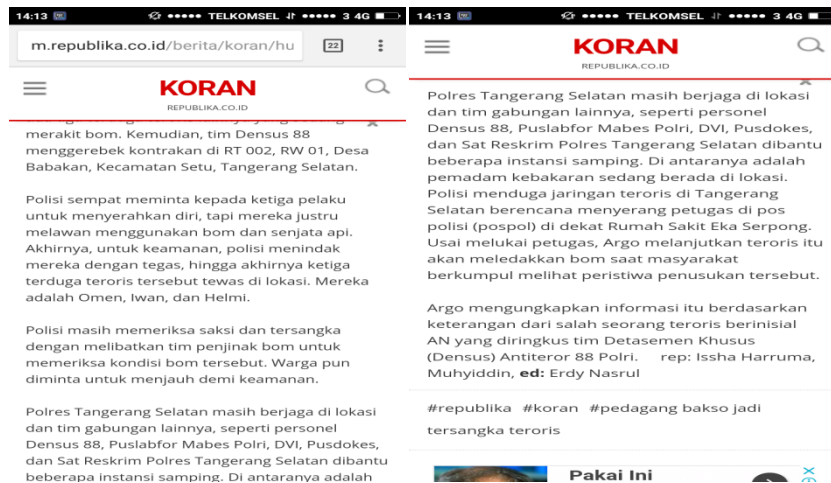 14:13 TELKOMSEL 3 4G
m.republika.co.id/berita/koran/hu 22
KORAN
REPUBLIKA.CO.ID
merakit bom. Kemudian, tim Densus 88
menggerebek kontrakan di RT 002, RW 01, Desa
Babakan, Kecamatan Setu, Tangerang Selatan.
Polisi sempat meminta kepada ketiga pelaku
untuk menyerahkan diri, tapi mereka justru
melawan menggunakan bom dan senjata api.
Akhirnya, untuk keamanan, polisi menindak
mereka dengan tegas, hingga akhirnya ketiga
terduga teroris tersebut tewas di lokasi. Mereka
adalah Omen, Iwan, dan Helmi.
Polisi masih memeriksa saksi dan tersangka
dengan melibatkan tim penjinak bom untuk
memeriksa kondisi bom tersebut. Warga pun
diminta untuk menjauh demi keamanan.
Polres Tangerang Selatan masih berjaga di lokasi
dan tim gabungan lainnya, seperti personel
Densus 88, Puslabfor Mabes Polri, DVI, Pusdokes,
dan Sat Reskrim Polres Tangerang Selatan dibantu
beberapa instansi samping. Di antaranya adalah
14:13 TELKOMSEL 3 4G
KORAN
REPUBLIKA.CO.ID
Polres Tangerang Selatan masih berjaga di lokasi
dan tim gabungan lainnya, seperti personel
Densus 88, Puslabfor Mabes Polri, DVI, Pusdokes,
dan Sat Reskrim Polres Tangerang Selatan dibantu
beberapa instansi samping. Di antaranya adalah
pemadam kebakaran sedang berada di lokasi.
Polisi menduga jaringan teroris di Tangerang
Selatan berencana menyerang petugas di pos
polisi (pospol) di dekat Rumah Sakit Eka Serpong.
Usai melukai petugas, Argo melanjutkan teroris itu
akan meledakkan bom saat masyarakat
berkumpul melihat peristiwa penusukan tersebut.
Argo mengungkapkan informasi itu berdasarkan
keterangan dari salah seorang teroris berinisial
AN yang diringkus tim Detasemen Khusus
(Densus) Antiteror 88 Polri. rep: Issha Harruma,
Muhyiddin, ed: Erdy Nasrul
#republika #koran #pedagang bakso jadi
tersangka teroris
Pakai Ini